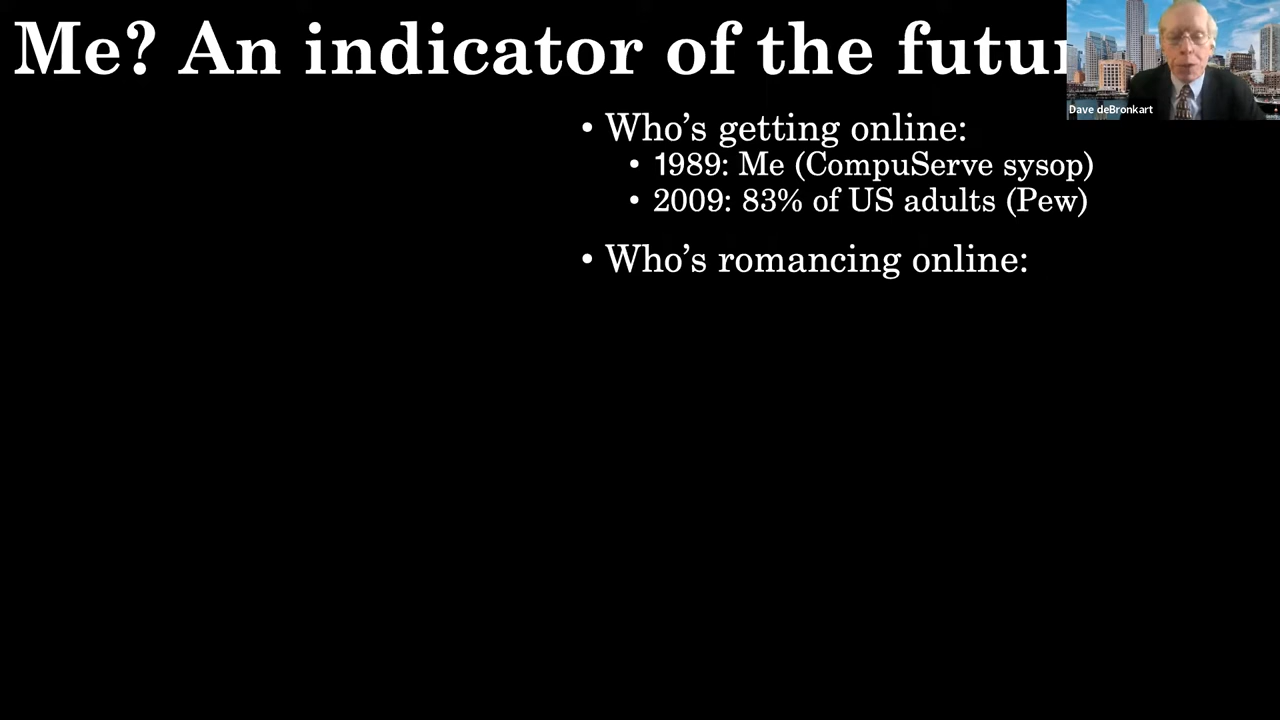 Me? An indicator of the futur
Dave deBronkart
• Who’s getting online:
• 1989: Me (CompuServe sysop)
• 2009: 83% of US adults (Pew)
• Who’s romancing online: